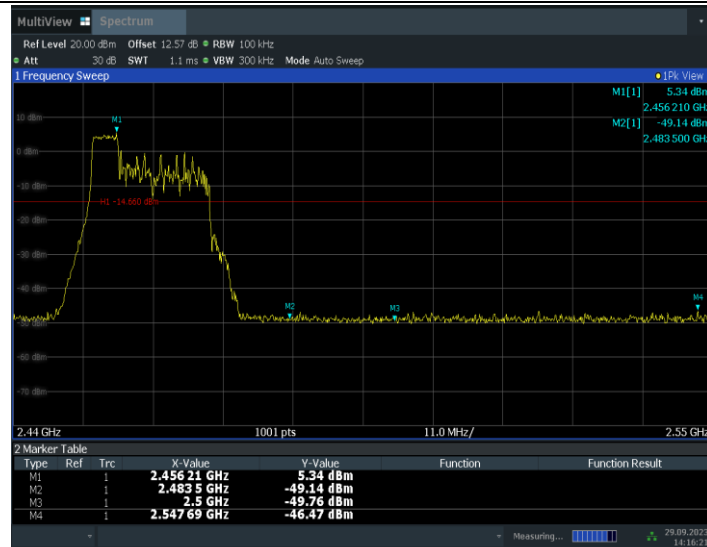 MultiView Spectrum
Ref Level 20.00 dBm Offset 12.57 dB RBW 100 kHz
Att 30 dB SWT 1.1 ms VBW 300 kHz Mode Auto Sweep
1 Frequency Sweep 1Pk View
M1[1] 5.34 dBm
2.456 210 GHz
M2[1] -49.14 dBm
2.483 500 GHz
10 dBm
M1
0 dBm
-10 dBm
H1 -14.660 dBm
-20 dBm
-30 dBm
-40 dBm
M2 M3 M4
-50 dBm
-60 dBm
-70 dBm
2.44 GHz 1001 pts 11.0 MHz/ 2.55 GHz
2 Marker Table
Type Ref Trc X-Value Y-Value Function Function Result
M1 1 2.456 21 GHz 5.34 dBm
M2 1 2.483 5 GHz -49.14 dBm
M3 1 2.5 GHz -49.76 dBm
M4 1 2.547 69 GHz -46.47 dBm
Measuring...
14:16:21